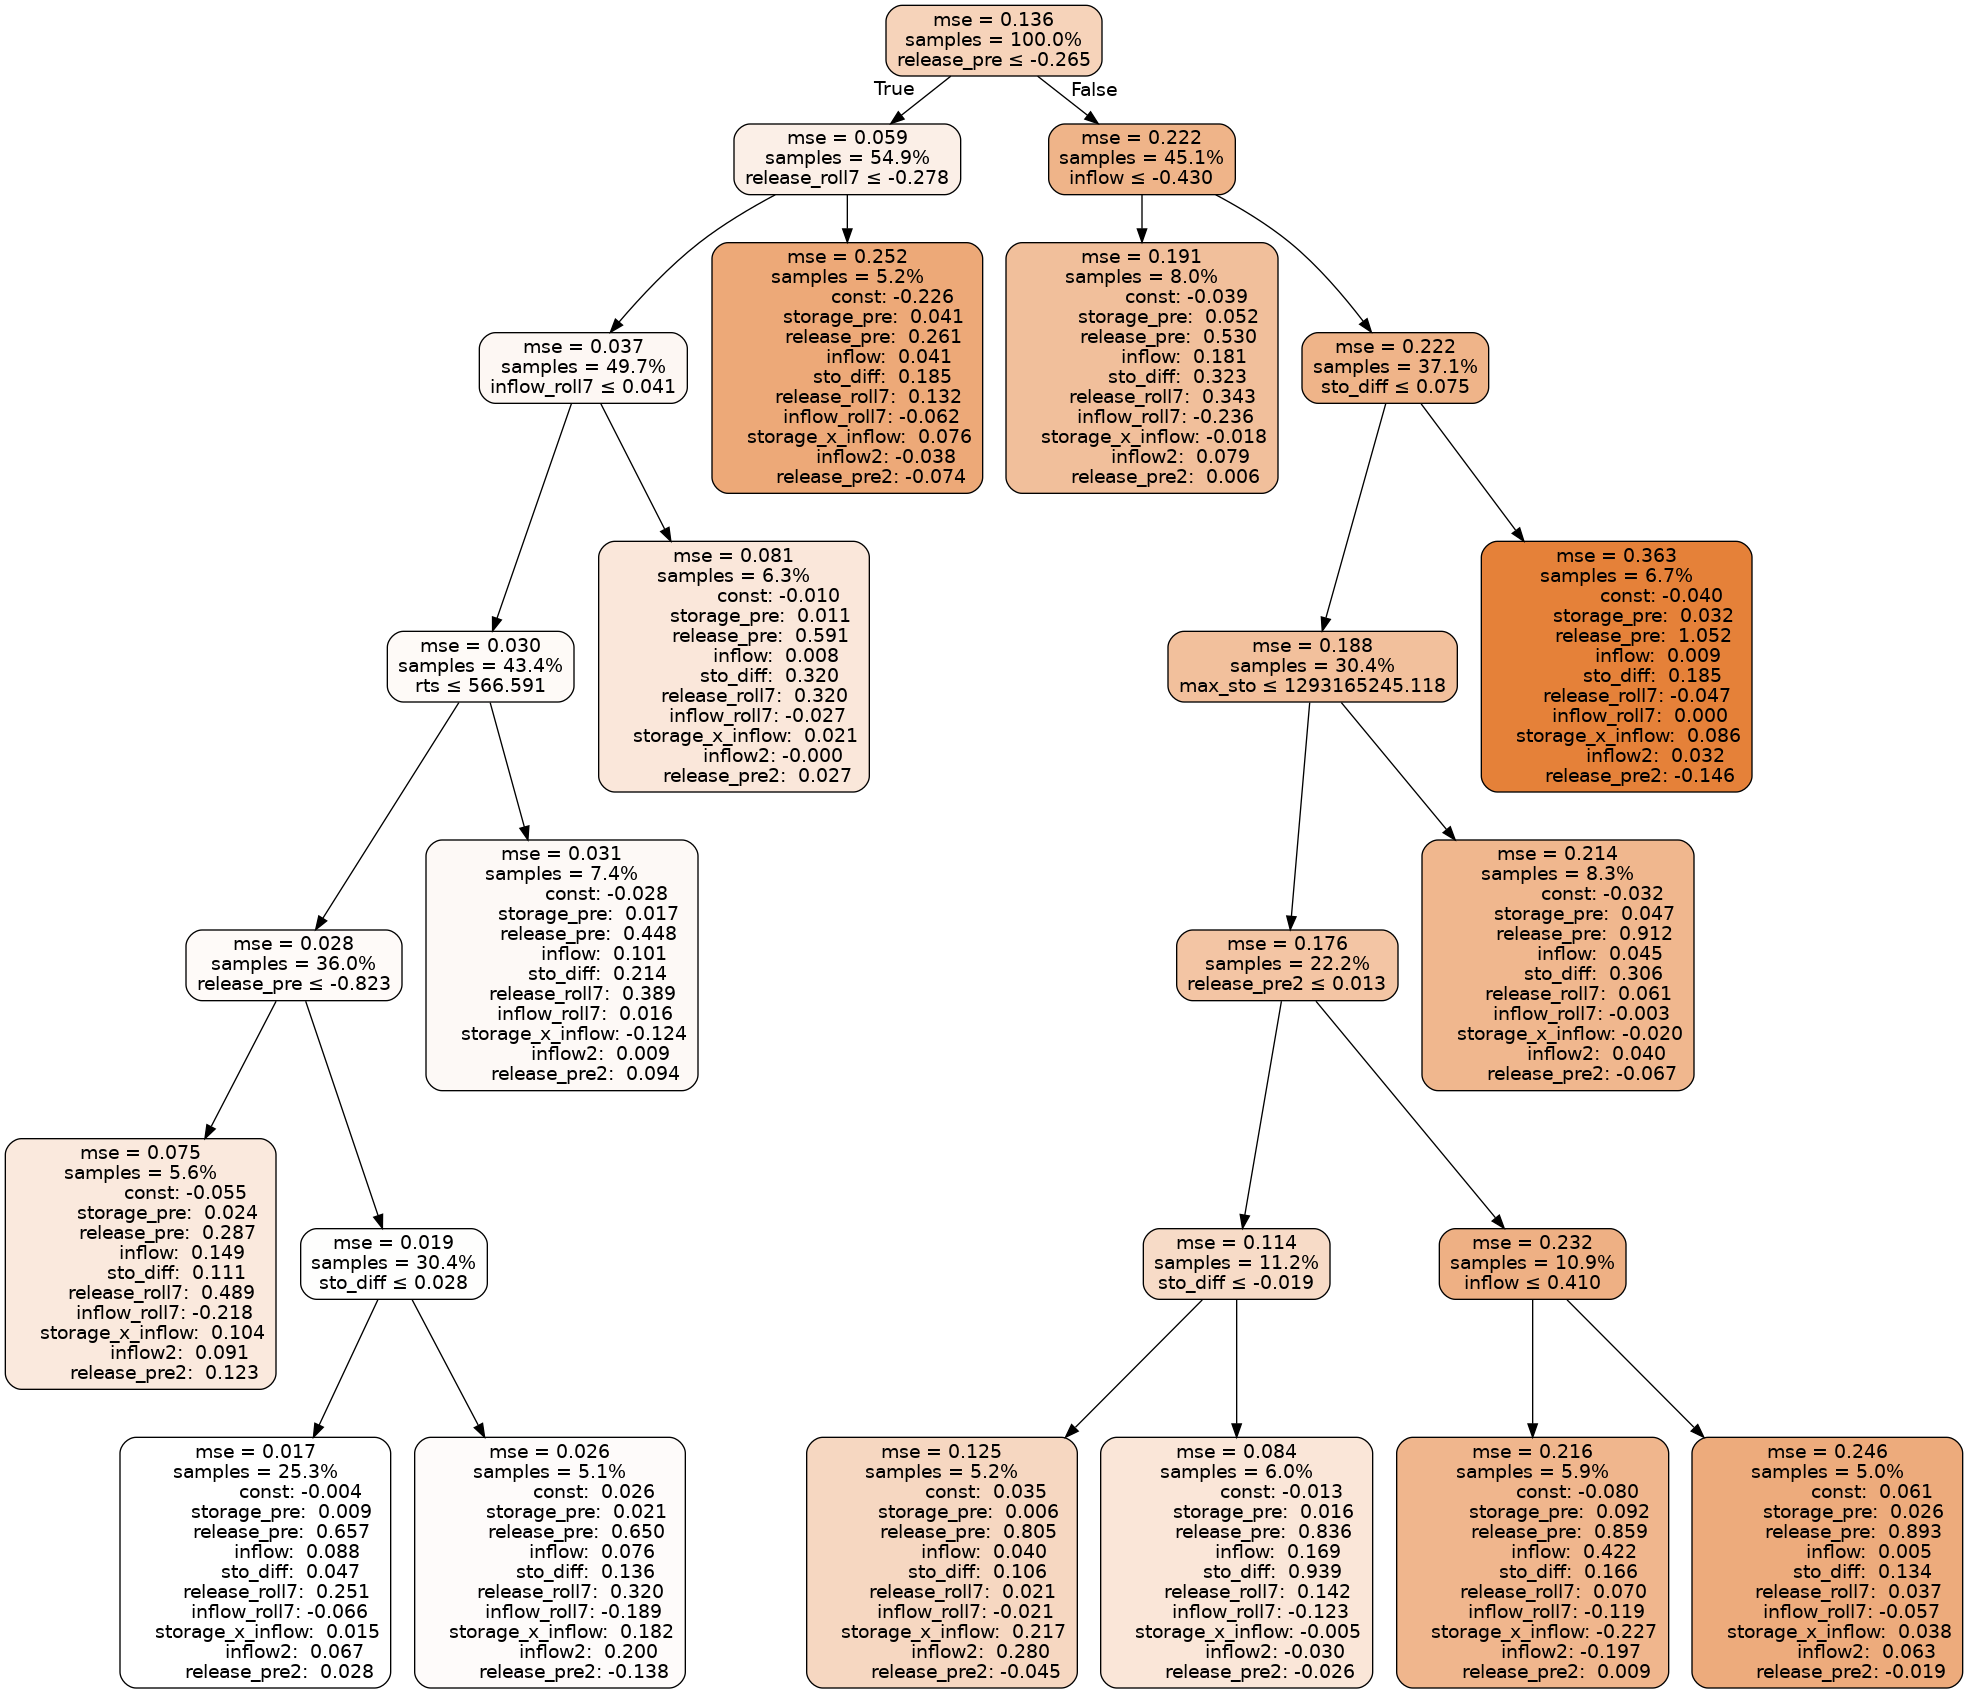 mse = 0.136
samples = 100.0%
release_pre ≤ -0.265
True
False
mse = 0.059
samples = 54.9%
release_roll7 ≤ -0.278
mse = 0.222
samples = 45.1%
inflow ≤ -0.430
mse = 0.252
samples = 5.2%
const: -0.226
storage_pre: 0.041
release_pre: 0.261
inflow: 0.041
sto_diff: 0.185
release_roll7: 0.132
inflow_roll7: -0.062
storage_x_inflow: 0.076
inflow2: -0.038
release_pre2: -0.074
mse = 0.191
samples = 8.0%
const: -0.039
storage_pre: 0.052
release_pre: 0.530
inflow: 0.181
sto_diff: 0.323
release_roll7: 0.343
inflow_roll7: -0.236
storage_x_inflow: -0.018
inflow2: 0.079
release_pre2: 0.006
mse = 0.037
samples = 49.7%
inflow_roll7 ≤ 0.041
mse = 0.222
samples = 37.1%
sto_diff ≤ 0.075
mse = 0.030
samples = 43.4%
rts ≤ 566.591
mse = 0.081
samples = 6.3%
const: -0.010
storage_pre: 0.011
release_pre: 0.591
inflow: 0.008
sto_diff: 0.320
release_roll7: 0.320
inflow_roll7: -0.027
storage_x_inflow: 0.021
inflow2: -0.000
release_pre2: 0.027
mse = 0.188
samples = 30.4%
max_sto ≤ 1293165245.118
mse = 0.363
samples = 6.7%
const: -0.040
storage_pre: 0.032
release_pre: 1.052
inflow: 0.009
sto_diff: 0.185
release_roll7: -0.047
inflow_roll7: 0.000
storage_x_inflow: 0.086
inflow2: 0.032
release_pre2: -0.146
mse = 0.028
samples = 36.0%
release_pre ≤ -0.823
mse = 0.031
samples = 7.4%
const: -0.028
storage_pre: 0.017
release_pre: 0.448
inflow: 0.101
sto_diff: 0.214
release_roll7: 0.389
inflow_roll7: 0.016
storage_x_inflow: -0.124
inflow2: 0.009
release_pre2: 0.094
mse = 0.176
samples = 22.2%
release_pre2 ≤ 0.013
mse = 0.214
samples = 8.3%
const: -0.032
storage_pre: 0.047
release_pre: 0.912
inflow: 0.045
sto_diff: 0.306
release_roll7: 0.061
inflow_roll7: -0.003
storage_x_inflow: -0.020
inflow2: 0.040
release_pre2: -0.067
mse = 0.075
samples = 5.6%
const: -0.055
storage_pre: 0.024
release_pre: 0.287
inflow: 0.149
sto_diff: 0.111
release_roll7: 0.489
inflow_roll7: -0.218
storage_x_inflow: 0.104
inflow2: 0.091
release_pre2: 0.123
mse = 0.019
samples = 30.4%
sto_diff ≤ 0.028
mse = 0.114
samples = 11.2%
sto_diff ≤ -0.019
mse = 0.232
samples = 10.9%
inflow ≤ 0.410
mse = 0.017
samples = 25.3%
const: -0.004
storage_pre: 0.009
release_pre: 0.657
inflow: 0.088
sto_diff: 0.047
release_roll7: 0.251
inflow_roll7: -0.066
storage_x_inflow: 0.015
inflow2: 0.067
release_pre2: 0.028
mse = 0.026
samples = 5.1%
const: 0.026
storage_pre: 0.021
release_pre: 0.650
inflow: 0.076
sto_diff: 0.136
release_roll7: 0.320
inflow_roll7: -0.189
storage_x_inflow: 0.182
inflow2: 0.200
release_pre2: -0.138
mse = 0.125
samples = 5.2%
const: 0.035
storage_pre: 0.006
release_pre: 0.805
inflow: 0.040
sto_diff: 0.106
release_roll7: 0.021
inflow_roll7: -0.021
storage_x_inflow: 0.217
inflow2: 0.280
release_pre2: -0.045
mse = 0.084
samples = 6.0%
const: -0.013
storage_pre: 0.016
release_pre: 0.836
inflow: 0.169
sto_diff: 0.939
release_roll7: 0.142
inflow_roll7: -0.123
storage_x_inflow: -0.005
inflow2: -0.030
release_pre2: -0.026
mse = 0.216
samples = 5.9%
const: -0.080
storage_pre: 0.092
release_pre: 0.859
inflow: 0.422
sto_diff: 0.166
release_roll7: 0.070
inflow_roll7: -0.119
storage_x_inflow: -0.227
inflow2: -0.197
release_pre2: 0.009
mse = 0.246
samples = 5.0%
const: 0.061
storage_pre: 0.026
release_pre: 0.893
inflow: 0.005
sto_diff: 0.134
release_roll7: 0.037
inflow_roll7: -0.057
storage_x_inflow: 0.038
inflow2: 0.063
release_pre2: -0.019